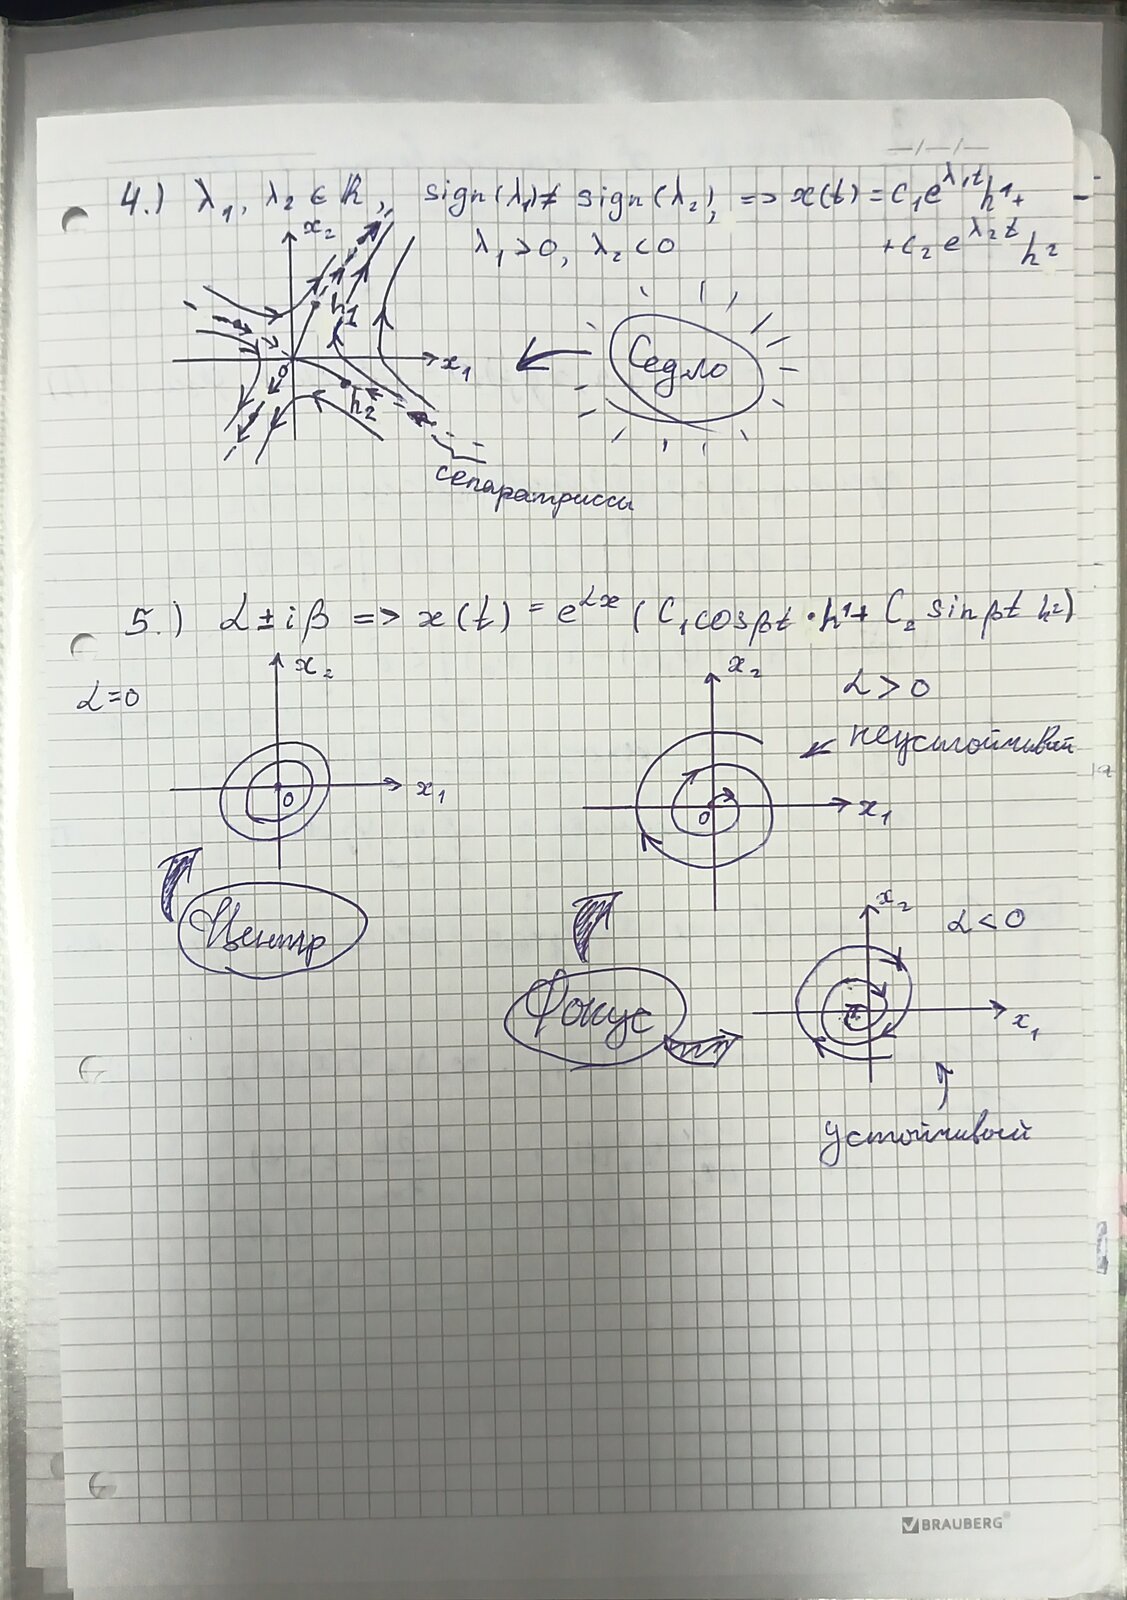 4.) λ₁, λ₂ ∈ R, sign(λ₁) ≠ sign(λ₂), => x(t) = C₁e^{λ₁t}h¹+
λ₁ > 0, λ₂ < 0
+C₂e^{λ₂t}h²
x₂
h1
x₁
0
h₂
Седло
сепаратриссы
5.) α ± iβ => x(t) = e^{αx} (C₁cosβt · h¹ + C₂ sinβt h²)
α = 0
x₂
x₁
0
Центр
x₂
α > 0
неустойчивый
x₁
0
Фокус
x₂
α < 0
x₁
устойчивый
BRAUBERG®